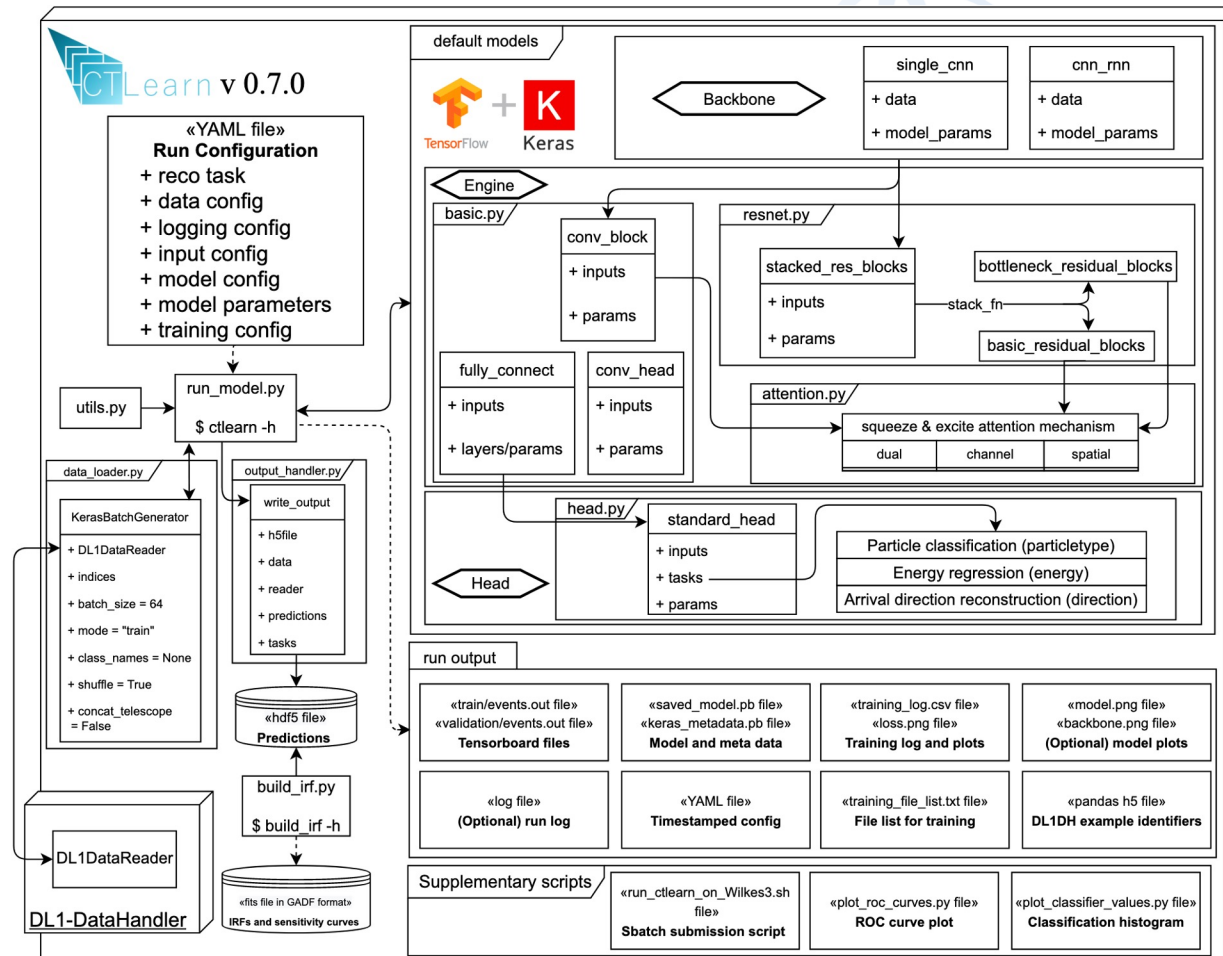 CTLearn v 0.7.0
«YAML file»
Run Configuration
+ reco task
+ data config
+ logging config
+ input config
+ model config
+ model parameters
+ training config
utils.py
run_model.py
$ ctlearn -h
data_loader.py
KerasBatchGenerator
+ DL1DataReader
+ indices
+ batch_size = 64
+ mode = "train"
+ class_names = None
+ shuffle = True
+ concat_telescope
= False
output_handler.py
write_output
+ h5file
+ data
+ reader
+ predictions
+ tasks
«hdf5 file»
Predictions
build_irf.py
$ build_irf -h
«fits file in GADF format»
IRFs and sensitivity curves
DL1DataReader
DL1-DataHandler
default models
TensorFlow
+
K
Keras
Backbone
single_cnn
+ data
+ model_params
cnn_rnn
+ data
+ model_params
Engine
basic.py
conv_block
+ inputs
+ params
fully_connect
+ inputs
+ layers/params
conv_head
+ inputs
+ params
resnet.py
stacked_res_blocks
+ inputs
+ params
stack_fn
bottleneck_residual_blocks
basic_residual_blocks
attention.py
squeeze & excite attention mechanism
dual
channel
spatial
Head
head.py
standard_head
+ inputs
+ tasks
+ params
Particle classification (particletype)
Energy regression (energy)
Arrival direction reconstruction (direction)
run output
«train/events.out file»
«validation/events.out file»
Tensorboard files
«saved_model.pb file»
«keras_metadata.pb file»
Model and meta data
«training_log.csv file»
«loss.png file»
Training log and plots
«model.png file»
«backbone.png file»
(Optional) model plots
«log file»
(Optional) run log
«YAML file»
Timestamped config
«training_file_list.txt file»
File list for training
«pandas h5 file»
DL1DH example identifiers
Supplementary scripts
«run_ctlearn_on_Wilkes3.sh
file»
Sbatch submission script
«plot_roc_curves.py file»
ROC curve plot
«plot_classifier_values.py file»
Classification histogram